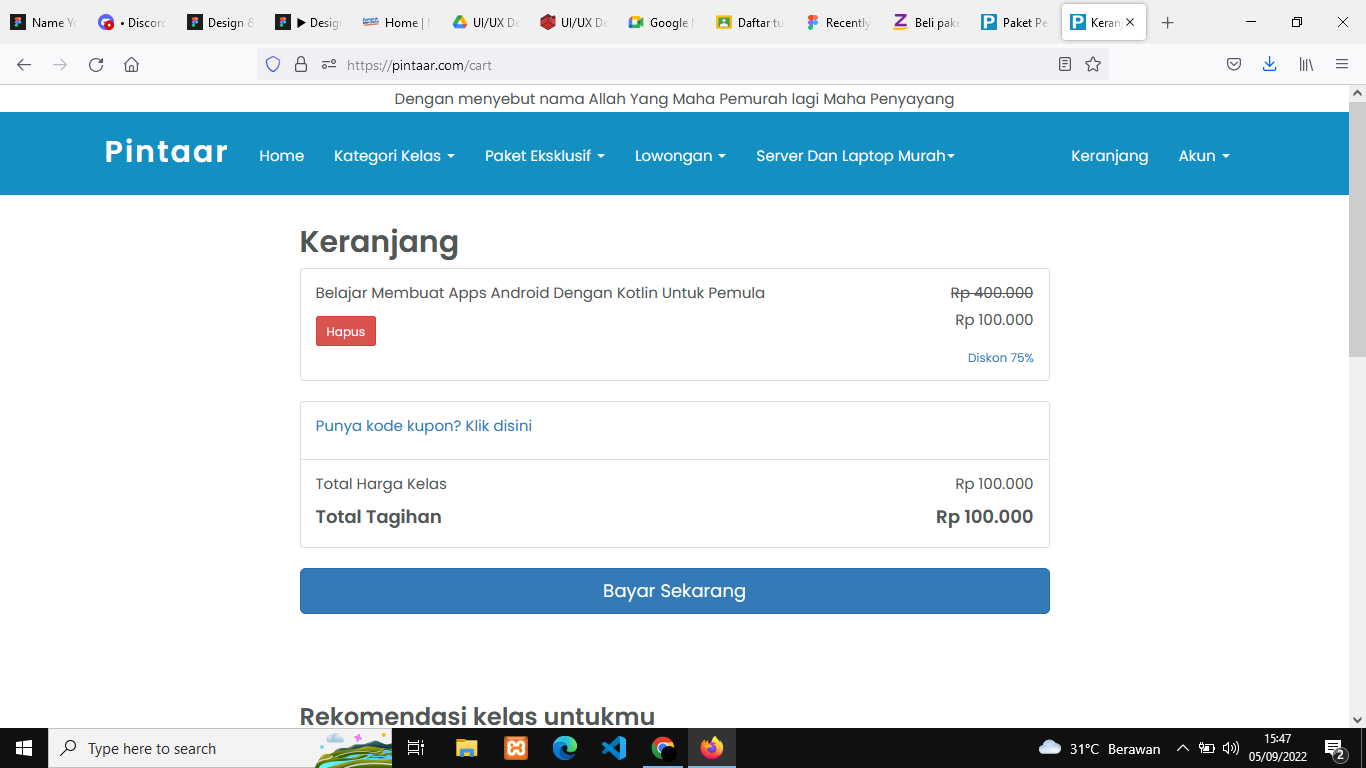 Name Yo
• Discord
Design &
▶ Design
Home |
UI/UX De
UI/UX De
Google
Daftar tu
Recently
Beli pake
Paket Pe
Keran
https://pintaar.com/cart
Dengan menyebut nama Allah Yang Maha Pemurah lagi Maha Penyayang
Pintaar
Home
Kategori Kelas
Paket Eksklusif
Lowongan
Server Dan Laptop Murah
Keranjang
Akun
Keranjang
Belajar Membuat Apps Android Dengan Kotlin Untuk Pemula
Rp 400.000
Hapus
Rp 100.000
Diskon 75%
Punya kode kupon? Klik disini
Total Harga Kelas
Rp 100.000
Total Tagihan
Rp 100.000
Bayar Sekarang
Rekomendasi kelas untukmu
Type here to search
31°C Berawan
15:47
05/09/2022
2